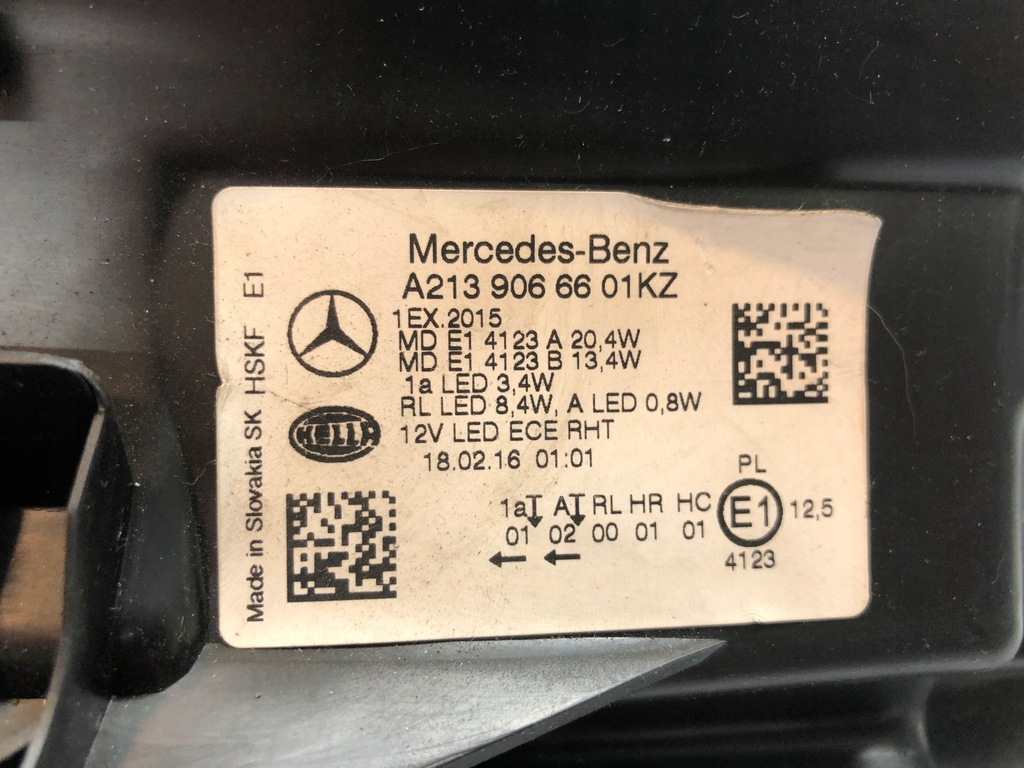 Mercedes-Benz
A213 906 66 01KZ
1EX.2015
MD E1 4123 A 20,4W
MD E1 4123 B 13,4W
1a LED 3,4W
RL LED 8,4W, A LED 0,8W
12V LED ECE RHT
18.02.16 01:01
HELLA
Made in Slovakia SK HSKF E1
1aT AT RL HR HC
01 02 00 01 01
← ←
PL
E1 12,5
4123